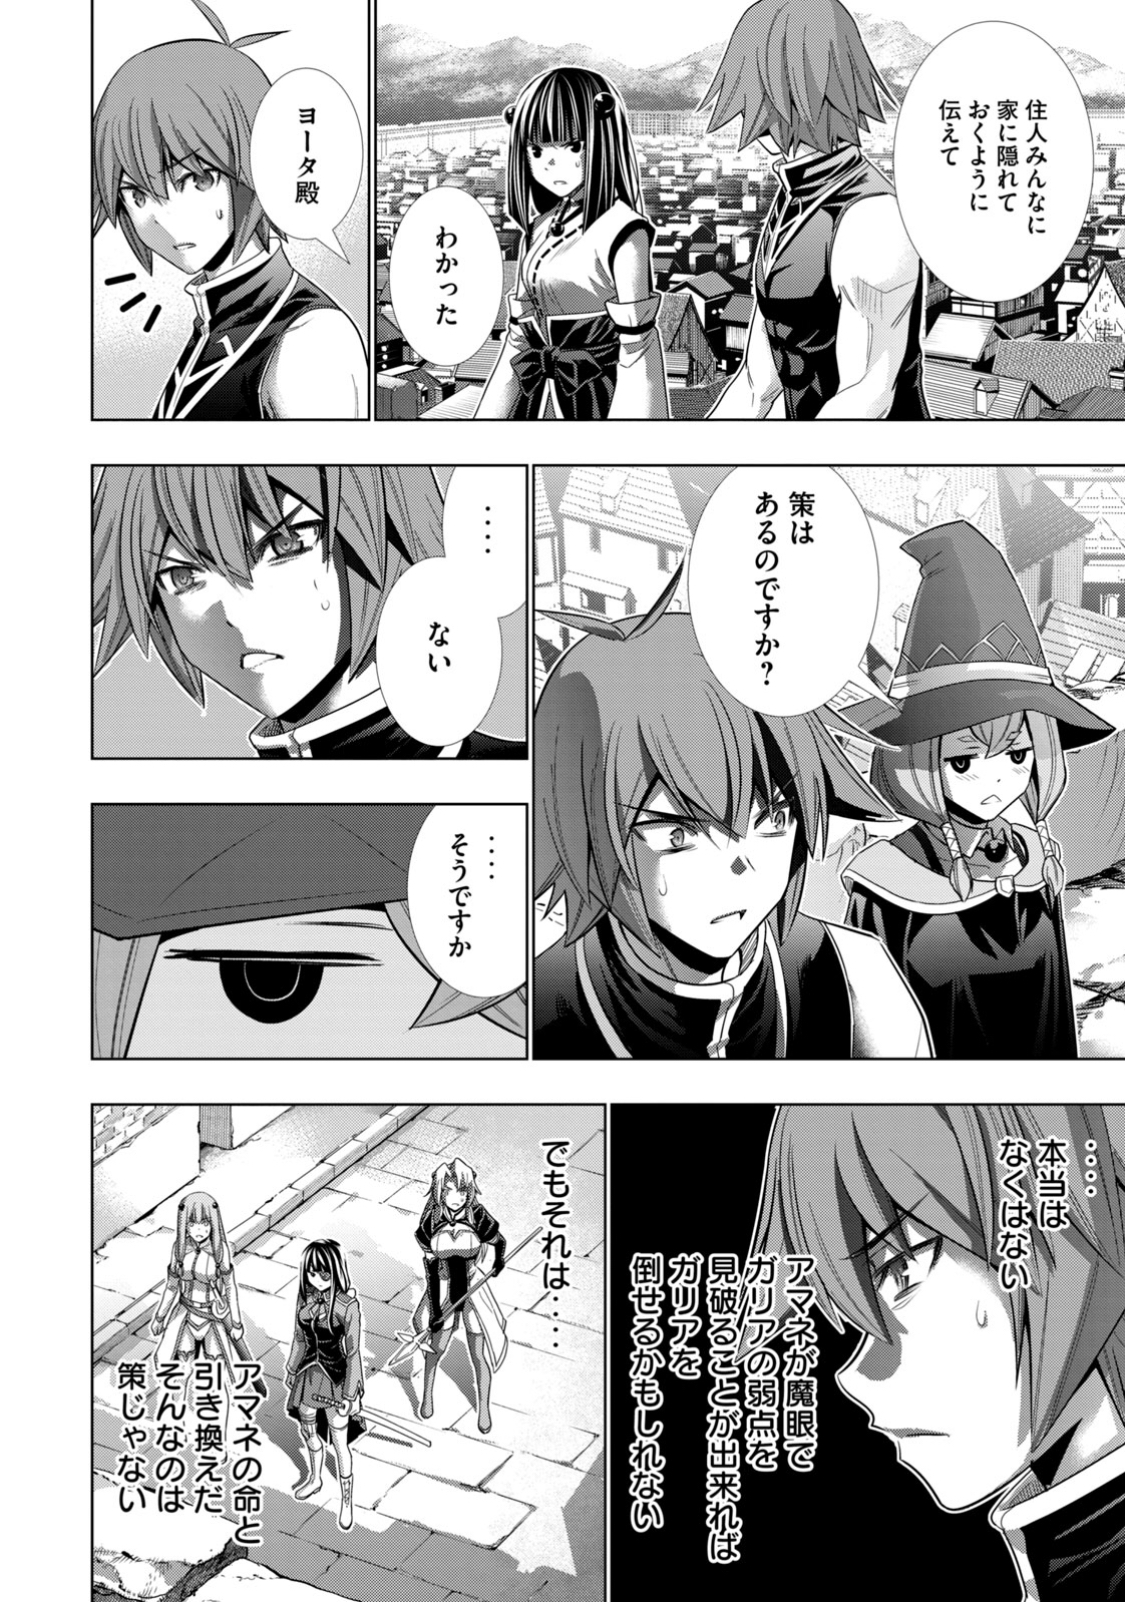 住人みんなに
家に隠れて
おくように
伝えて
わかった
ヨータ殿
策は
あるのですか？
‥‥
ない
‥‥
そうですか
‥‥
本当は
なくはない
アマネが魔眼で
ガリアの弱点を
見破ることが出来れば
ガリアを
倒せるかもしれない
でもそれは‥‥
アマネの命と
引き換えだ
そんなのは
策じゃない